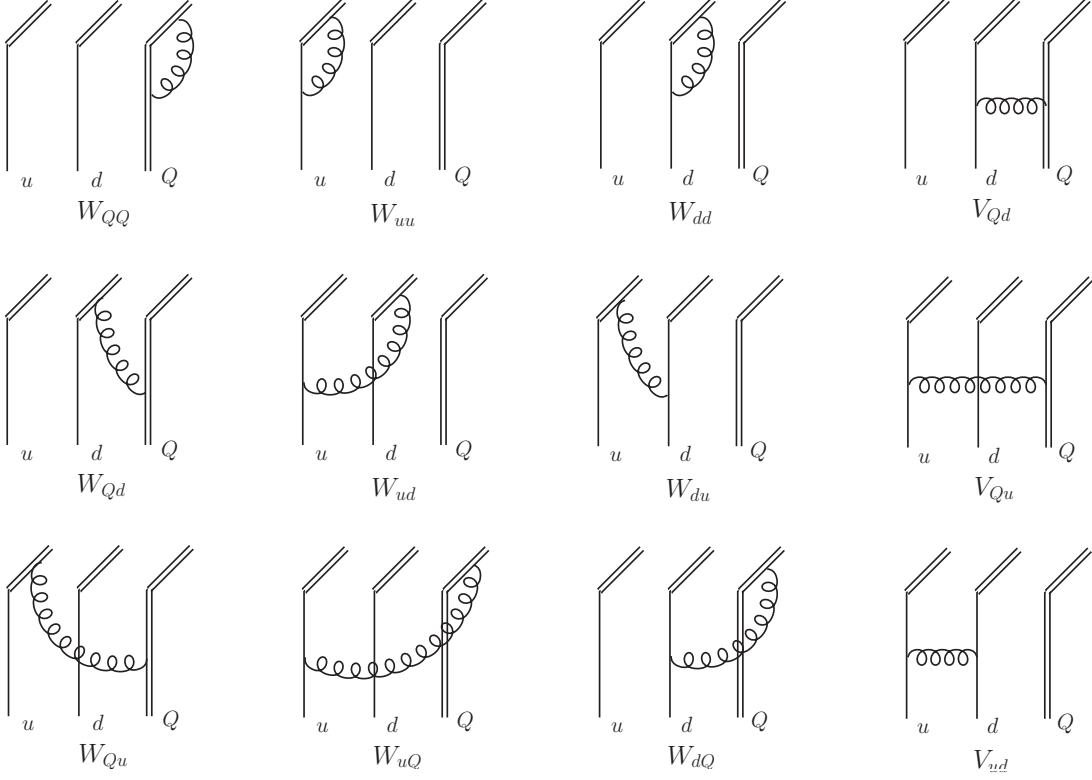 u d Q u d Q u d Q u d Q
W_{QQ} W_{uu} W_{dd} V_{Qd}
u d Q u d Q u d Q u d Q
W_{Qd} W_{ud} W_{du} V_{Qu}
u d Q u d Q u d Q u d Q
W_{Qu} W_{uQ} W_{dQ} V_{ud}